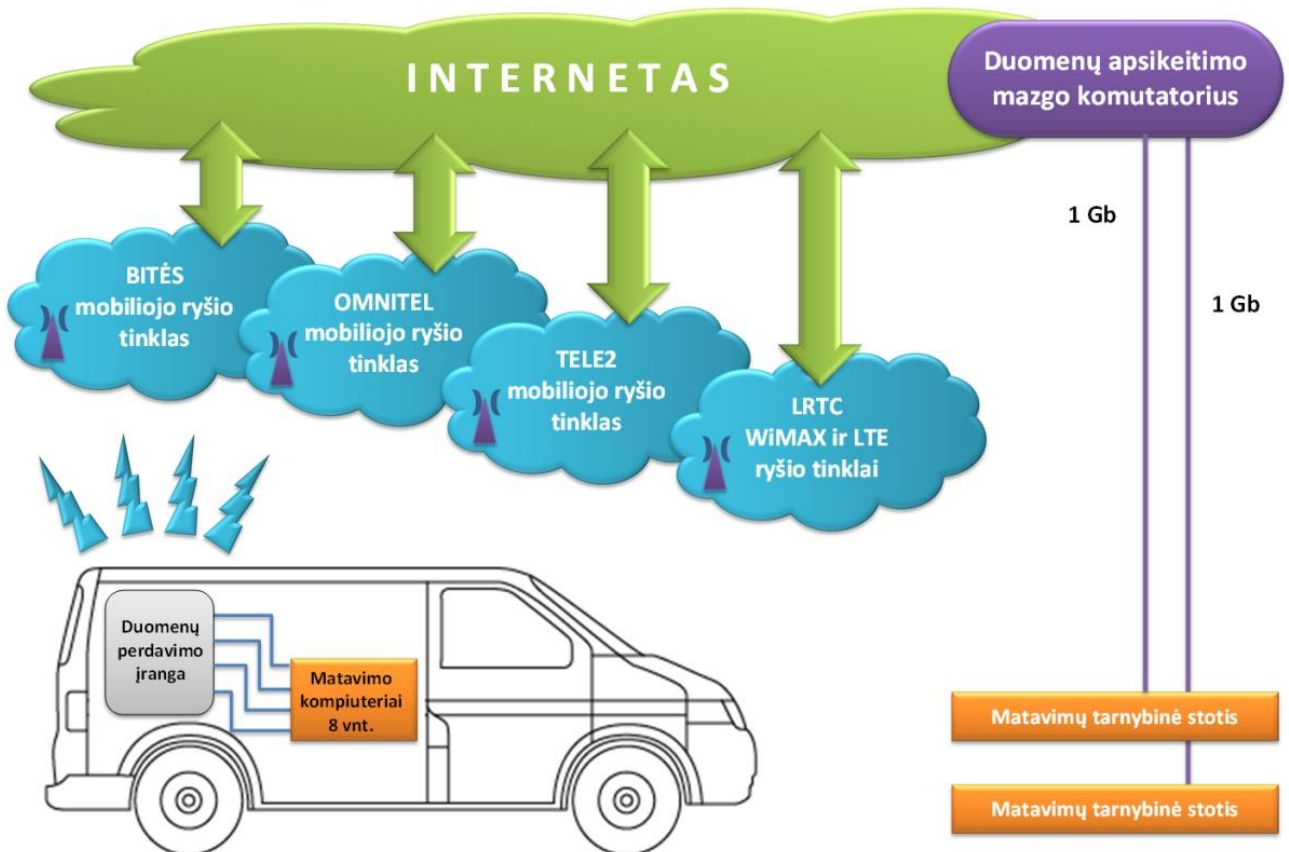 INTERNETAS
Duomenų apsikeitimo
mazgo komutatorius
1 Gb
1 Gb
BITĖS
mobiliojo ryšio
tinklas
OMNITEL
mobiliojo ryšio
tinklas
TELE2
mobiliojo ryšio
tinklas
LRTC
WiMAX ir LTE
ryšio tinklai
Duomenų
perdavimo
įranga
Matavimo
kompiuteriai
8 vnt.
Matavimų tarnybinė stotis
Matavimų tarnybinė stotis